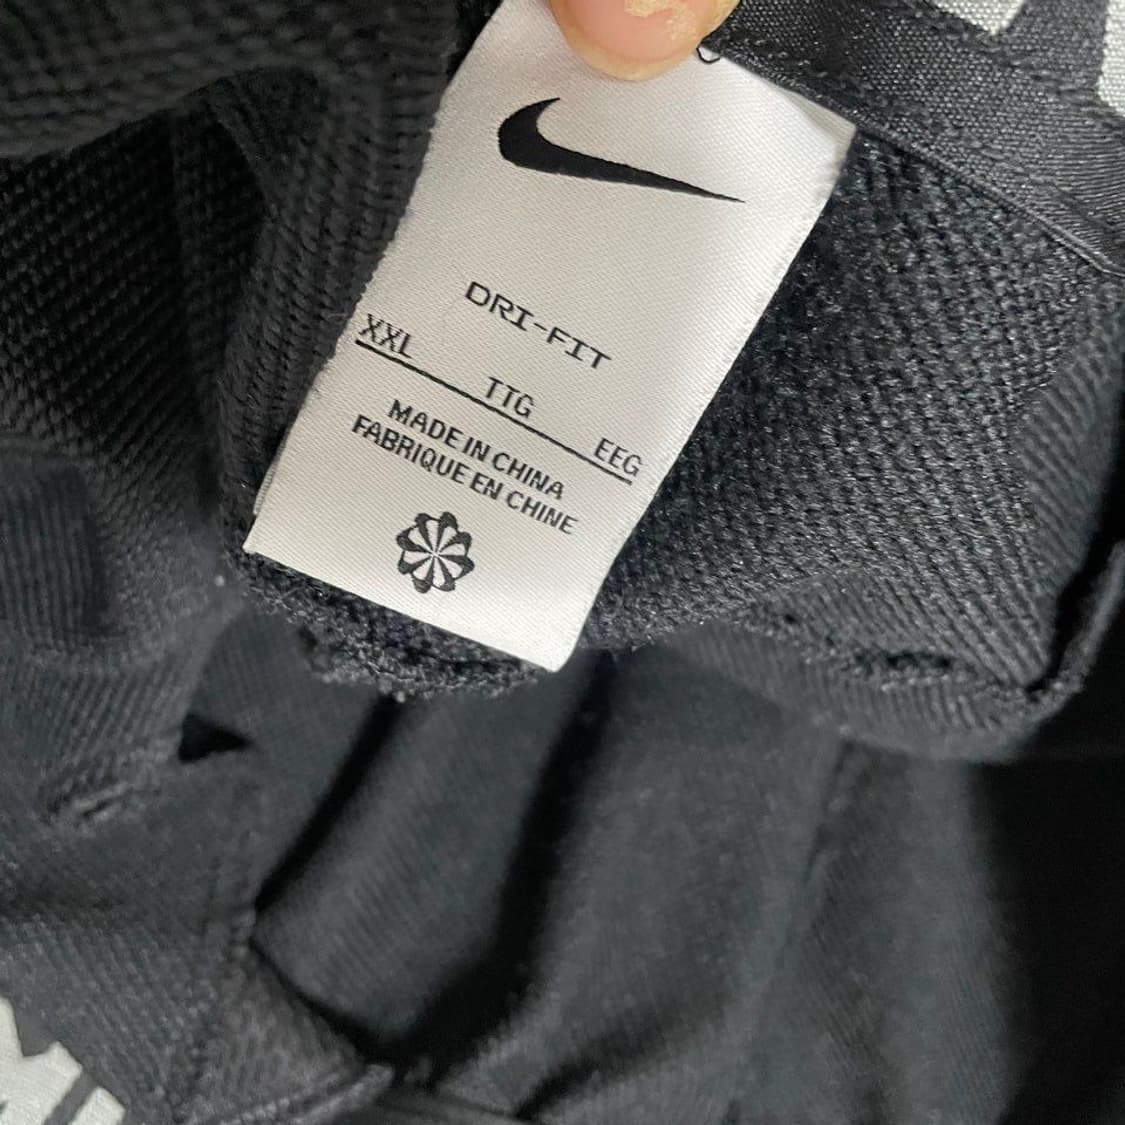 DRI-FIT
XXL TTG EEG
MADE IN CHINA
FABRIQUE EN CHINE